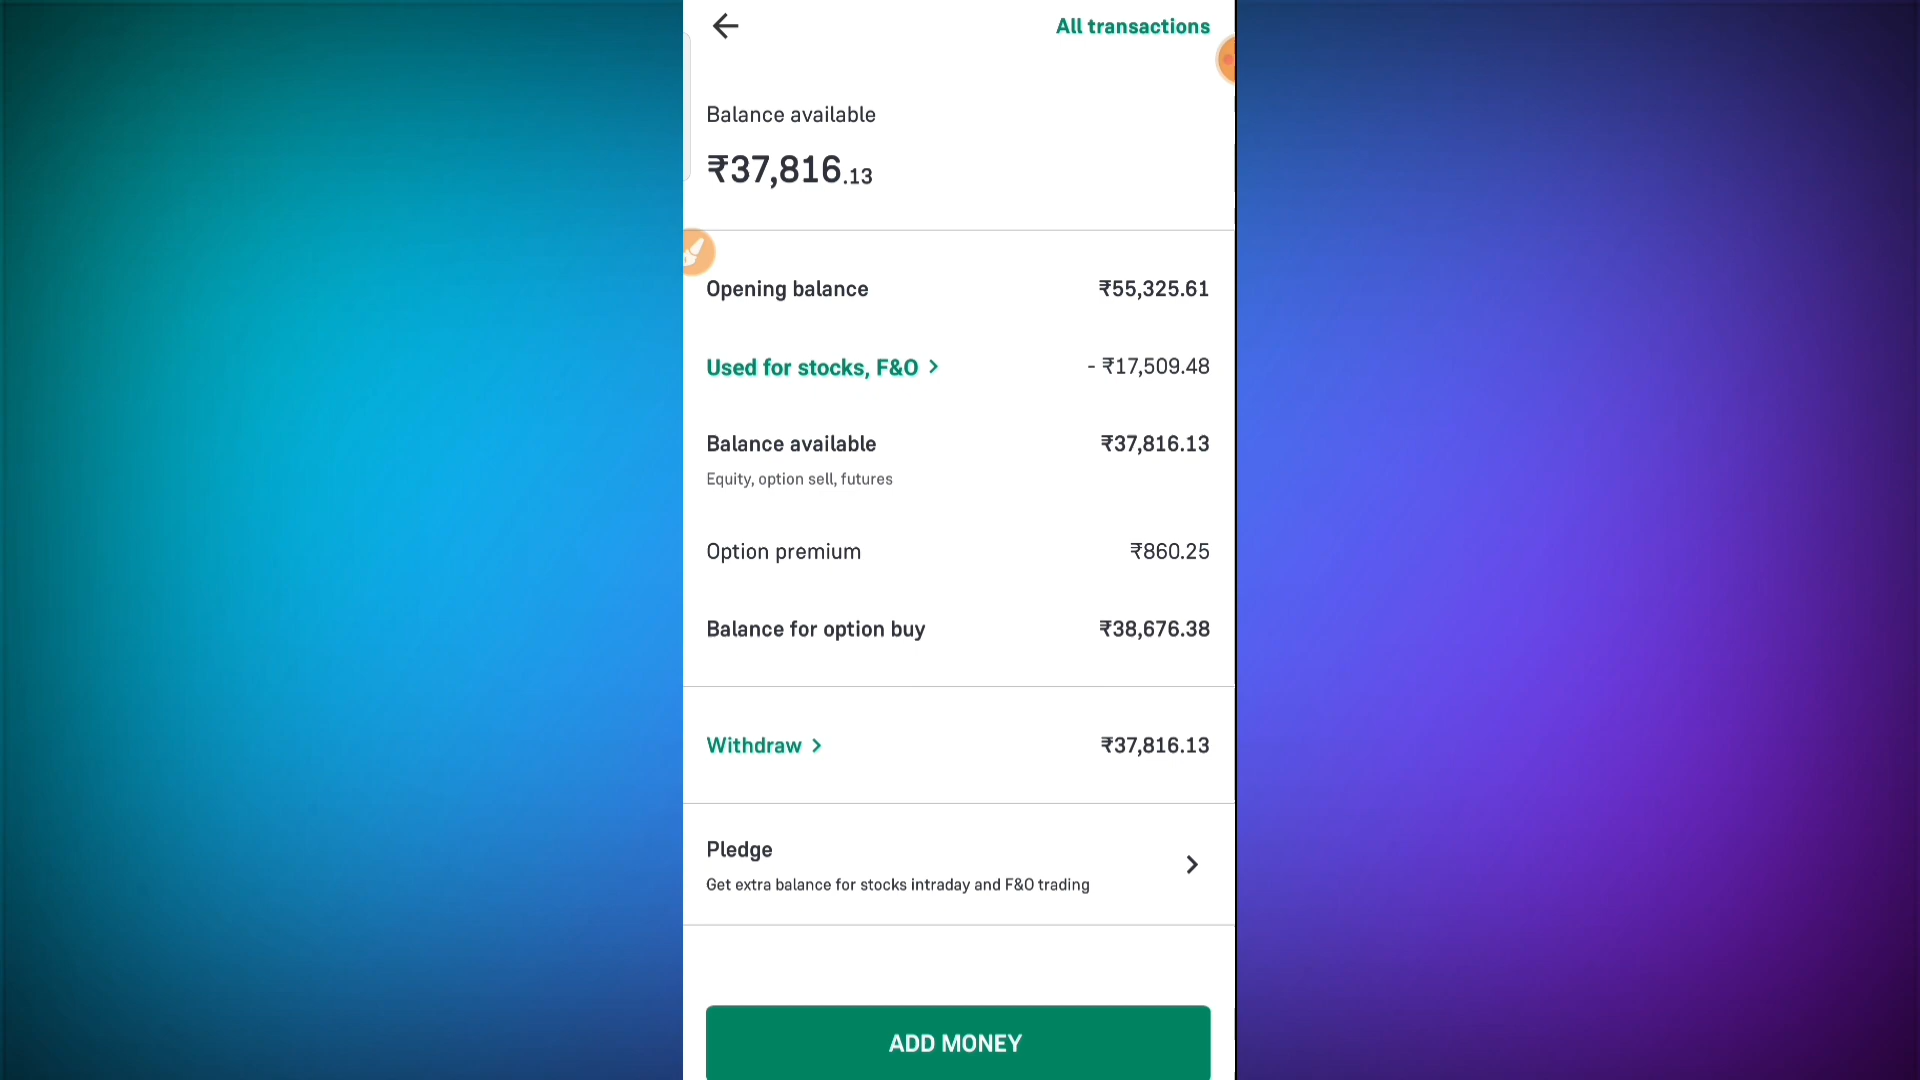 All transactions
Balance available
₹37,816.13
Opening balance ₹55,325.61
Used for stocks, F&O > - ₹17,509.48
Balance available ₹37,816.13
Equity, option sell, futures
Option premium ₹860.25
Balance for option buy ₹38,676.38
Withdraw > ₹37,816.13
Pledge
Get extra balance for stocks intraday and F&O trading
ADD MONEY